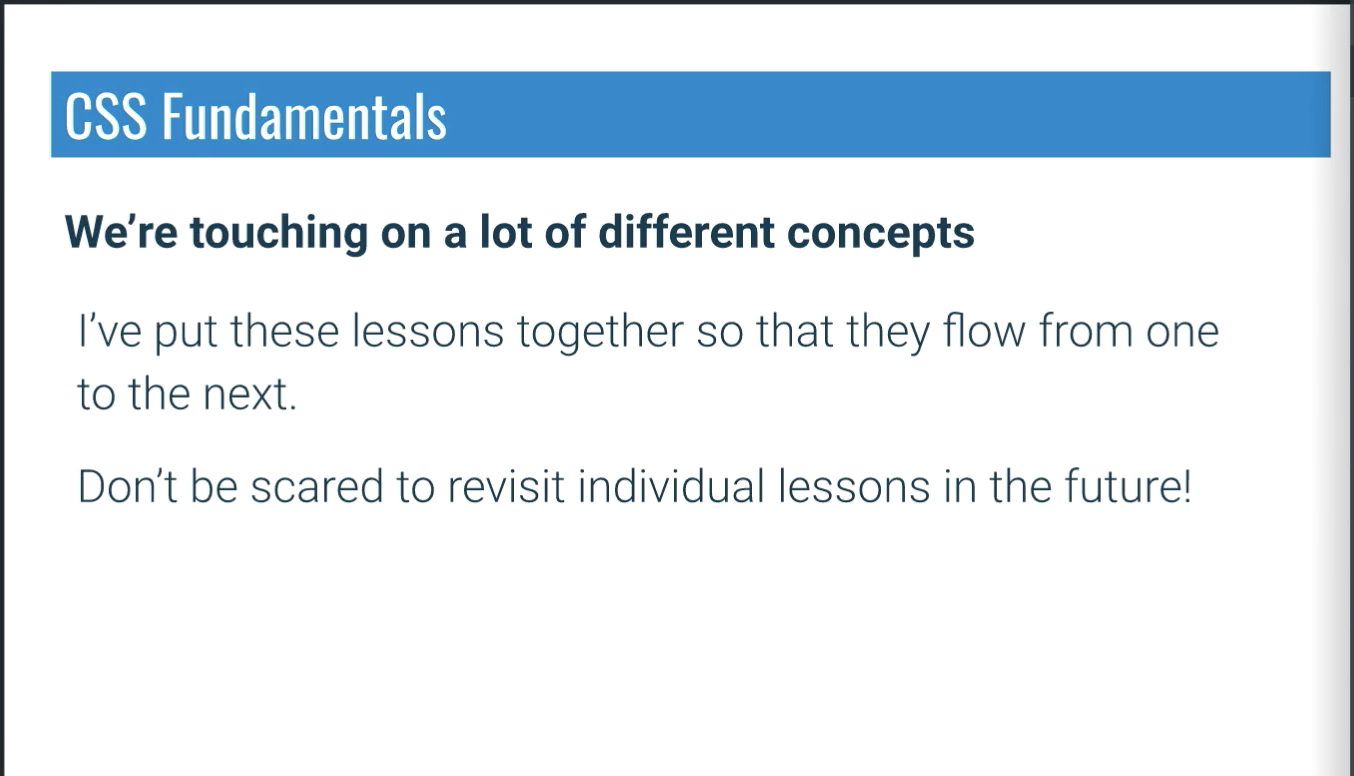 CSS Fundamentals
We’re touching on a lot of different concepts
I’ve put these lessons together so that they flow from one
to the next.
Don’t be scared to revisit individual lessons in the future!